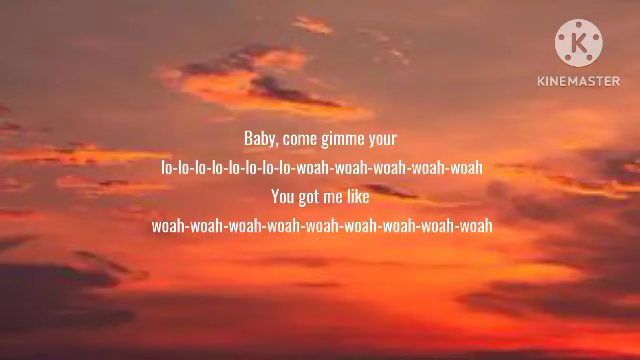 KINEMASTER
Baby, come gimme your
lo-lo-lo-lo-lo-lo-lo-lo-woah-woah-woah-woah-woah
You got me like
woah-woah-woah-woah-woah-woah-woah-woah-woah